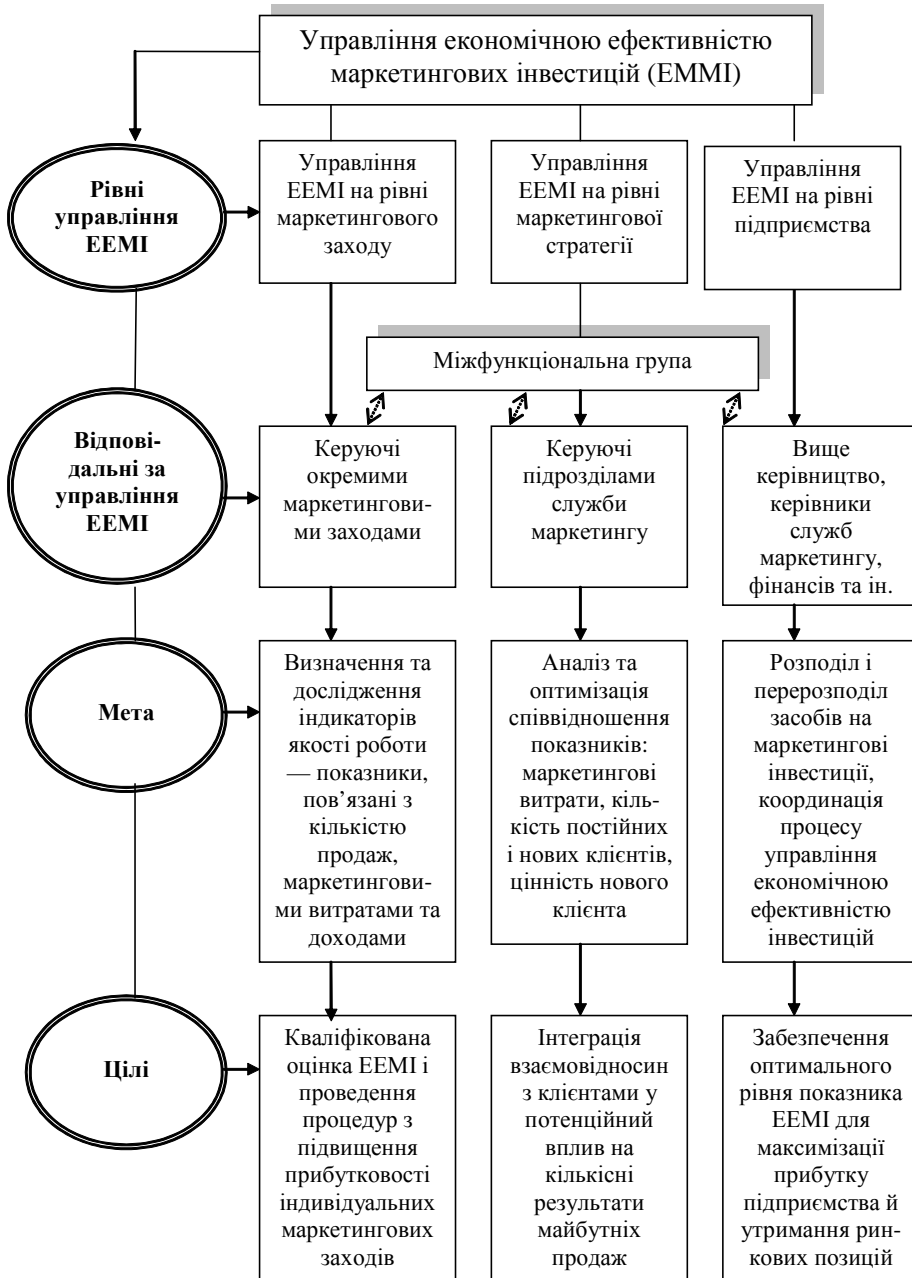 Управління економічною ефективністю
маркетингових інвестицій (ЕММІ)
Рівні
управління
ЕЕМІ
Управління
ЕЕМІ на рівні
маркетингового
заходу
Управління
ЕЕМІ на рівні
маркетингової
стратегії
Управління
ЕЕМІ на рівні
підприємства
Міжфункціональна група
Відпові-
дальні за
управління
ЕЕМІ
Керуючі
окремими
маркетингови-
ми заходами
Керуючі
підрозділами
служби
маркетингу
Вище
керівництво,
керівники
служб
маркетингу,
фінансів та ін.
Мета
Визначення та
дослідження
індикаторів
якості роботи
— показники,
пов’язані з
кількістю
продаж,
маркетингови-
ми витратами та
доходами
Аналіз та
оптимізація
співвідношення
показників:
маркетингові
витрати, кіль-
кість постійних
і нових клієнтів,
цінність нового
клієнта
Розподіл і
перерозподіл
засобів на
маркетингові
інвестиції,
координація
процесу
управління
економічною
ефективністю
інвестицій
Цілі
Кваліфікована
оцінка ЕЕМІ і
проведення
процедур з
підвищення
прибутковості
індивідуальних
маркетингових
заходів
Інтеграція
взаємовідносин
з клієнтами у
потенційний
вплив на
кількісні
результати
майбутніх
продаж
Забезпечення
оптимального
рівня показника
ЕЕМІ для
максимізації
прибутку
підприємства й
утримання рин-
кових позицій